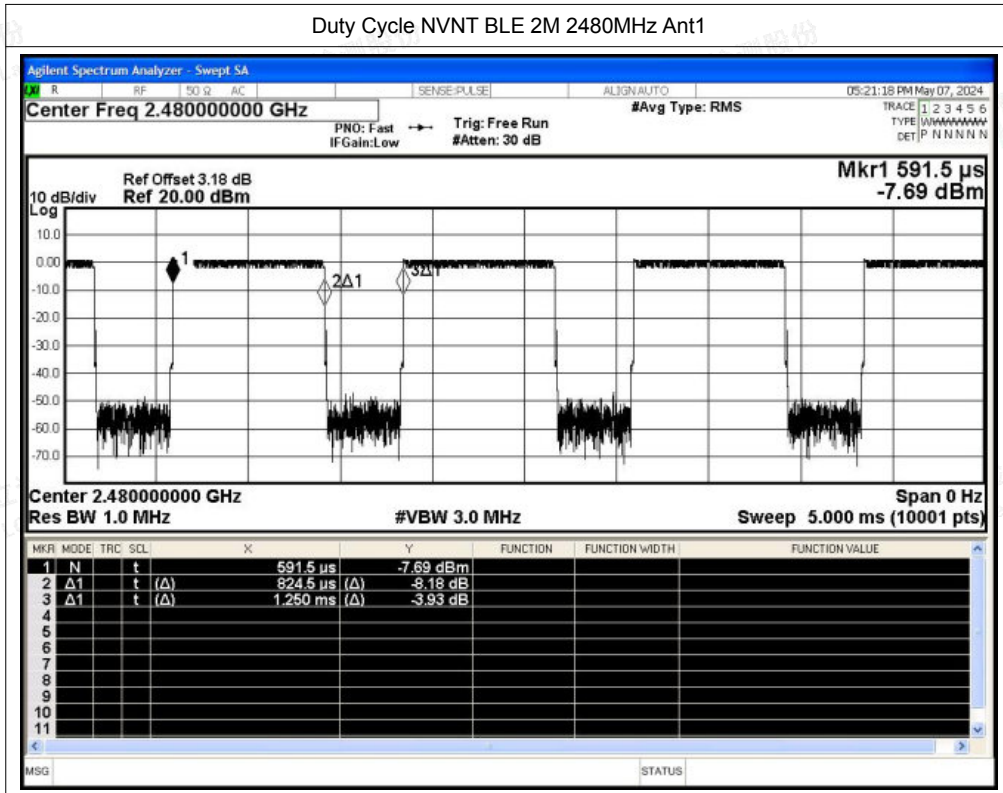 Duty Cycle NVNT BLE 2M 2480MHz Ant1
Agilent Spectrum Analyzer - Swept SA
LXI R RF 50 Ω AC SENSE:PULSE ALIGN AUTO 05:21:18 PM May 07, 2024
Center Freq 2.480000000 GHz #Avg Type: RMS TRACE 1 2 3 4 5 6
PNO: Fast Trig: Free Run TYPE WWWWWW
IFGain:Low #Atten: 30 dB DET P N N N N N
Mkr1 591.5 µs
-7.69 dBm
Ref Offset 3.18 dB
10 dB/div Ref 20.00 dBm
Log
10.0
0.00
-10.0
-20.0
-30.0
-40.0
-50.0
-60.0
-70.0
1
2Δ1
3Δ1
Center 2.480000000 GHz Span 0 Hz
Res BW 1.0 MHz #VBW 3.0 MHz Sweep 5.000 ms (10001 pts)
MKR MODE TRC SCL X Y FUNCTION FUNCTION WIDTH FUNCTION VALUE
1 N t 591.5 µs -7.69 dBm
2 Δ1 t (Δ) 824.5 µs (Δ) -8.18 dB
3 Δ1 t (Δ) 1.250 ms (Δ) -3.93 dB
4
5
6
7
8
9
10
11
MSG STATUS